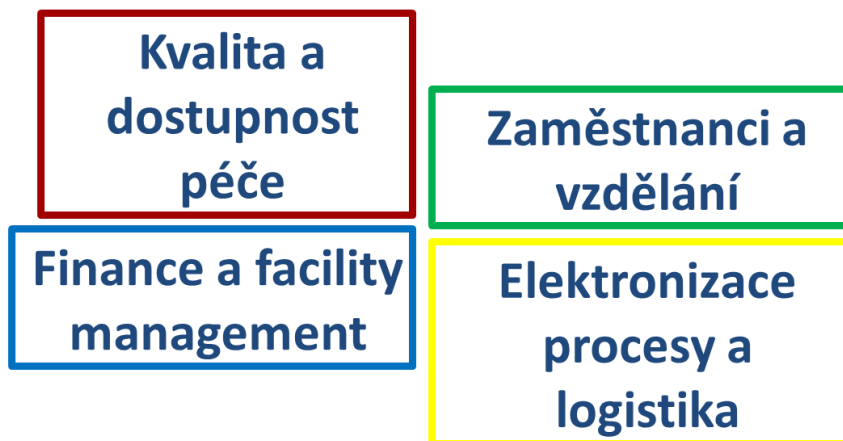 Kvalita a
dostupnost
péče
Zaměstnanci a
vzdělání
Finance a facility
management
Elektronizace
procesy a
logistika